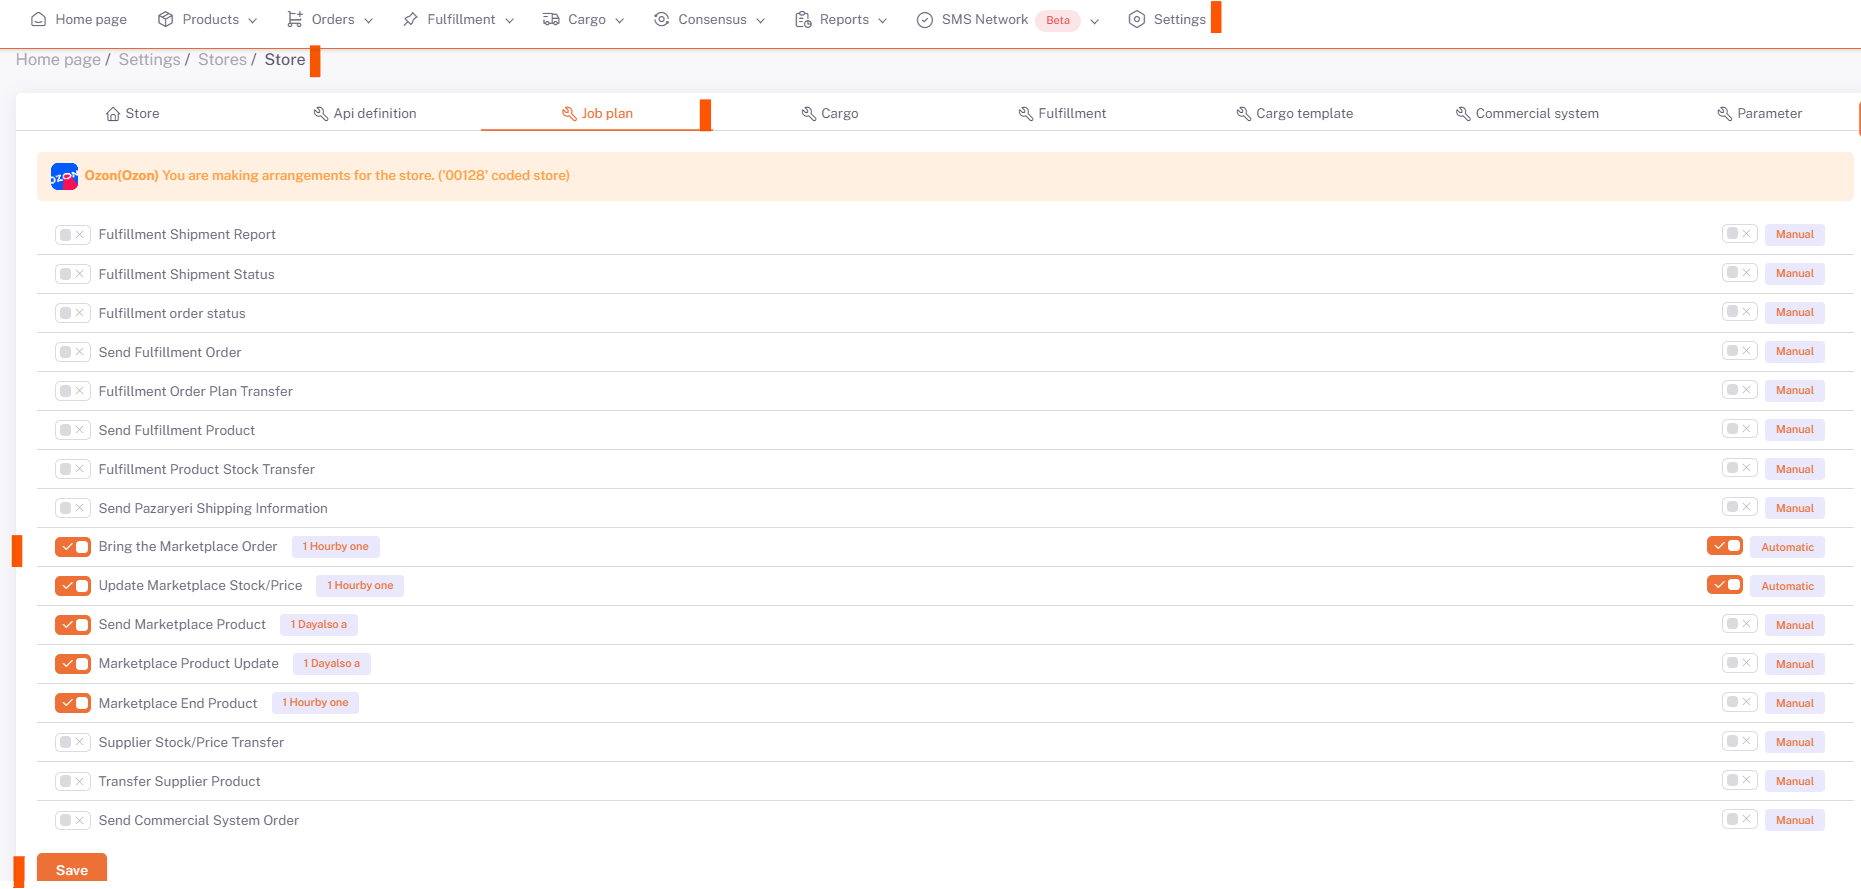 Home page Products Orders Fulfillment Cargo Consensus Reports SMS Network Beta Settings
Home page / Settings / Stores / Store
Store Api definition Job plan Cargo Fulfillment Cargo template Commercial system Parameter
OZON Ozon(Ozon) You are making arrangements for the store. ('00128' coded store)
Fulfillment Shipment Report Manual
Fulfillment Shipment Status Manual
Fulfillment order status Manual
Send Fulfillment Order Manual
Fulfillment Order Plan Transfer Manual
Send Fulfillment Product Manual
Fulfillment Product Stock Transfer Manual
Send Pazaryeri Shipping Information Manual
Bring the Marketplace Order 1 Hourby one Automatic
Update Marketplace Stock/Price 1 Hourby one Automatic
Send Marketplace Product 1 Dayalso a Manual
Marketplace Product Update 1 Dayalso a Manual
Marketplace End Product 1 Hourby one Manual
Supplier Stock/Price Transfer Manual
Transfer Supplier Product Manual
Send Commercial System Order Manual
Save